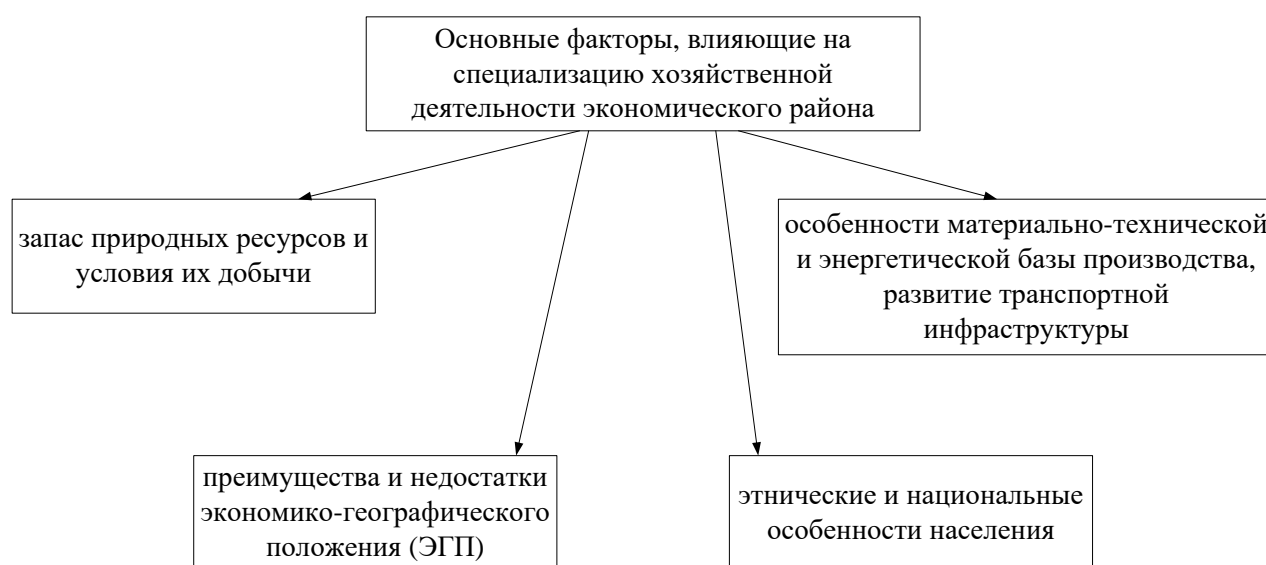 Основные факторы, влияющие на
специализацию хозяйственной
деятельности экономического района
запас природных ресурсов и
условия их добычи
особенности материально-технической
и энергетической базы производства,
развитие транспортной
инфраструктуры
преимущества и недостатки
экономико-географического
положения (ЭГП)
этнические и национальные
особенности населения